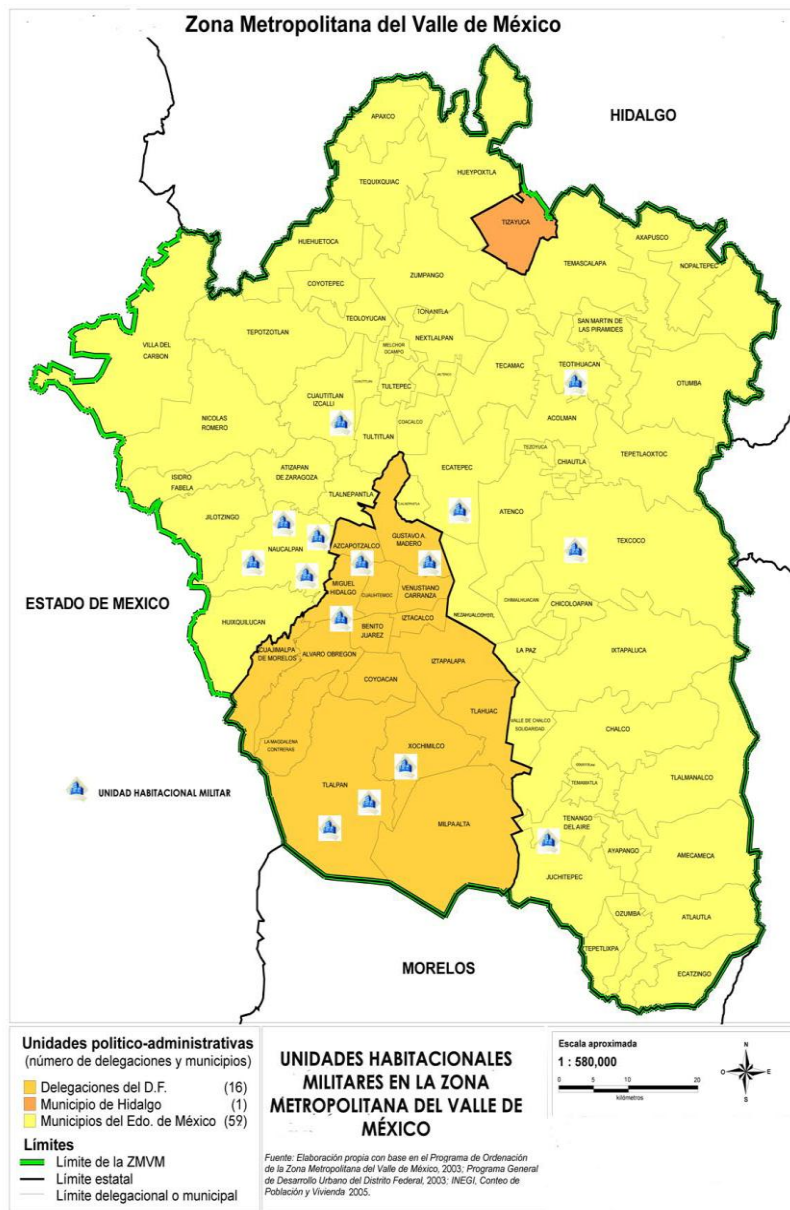 Zona Metropolitana del Valle de México
HIDALGO
APAXCO
HUEYPOXTLA
TEQUIXQUIAC
TIZAYUCA
AXAPUSCO
HUEHUETOCA
TEMASCALAPA
NOPALTEPEC
ZUMPANGO
COYOTEPEC
TONANITLA
TEOLOYUCAN
SAN MARTIN DE
LAS PIRAMIDES
TEPOTZOTLAN
NEXTLALPAN
VILLA DEL
CARBON
MELCHOR
OCAMPO
TECAMAC
TEOTIHUACAN
TULTEPEC
OTUMBA
CUAUTITLAN
IZCALLI
NICOLAS
ROMERO
ACOLMAN
COACALCO
TULTITLAN
TEZOYUCA
TEPETLAOXTOC
CHIAUTLA
ATIZAPAN
DE ZARAGOZA
ECATEPEC
ISIDRO
FABELA
TLALNEPANTLA
ATENCO
JILOTZINGO
TEXCOCO
GUSTAVO A.
MADERO
AZCAPOTZALCO
NAUCALPAN
MIGUEL
HIDALGO
VENUSTIANO
CARRANZA
CUAUHTEMOC
CHIMALHUACAN
CHICOLOAPAN
ESTADO DE MEXICO
IZTACALCO
HUIXQUILUCAN
BENITO
JUAREZ
LA PAZ
IXTAPALUCA
CUAJIMALPA
DE MORELOS
ALVARO OBREGON
IZTAPALAPA
COYOACAN
TLAHUAC
VALLE DE CHALCO
SOLIDARIDAD
CHALCO
LA MAGDALENA
CONTRERAS
XOCHIMILCO
TLALMANALCO
TLALPAN
TEMAMATLA
UNIDAD HABITACIONAL MILITAR
TENANGO
DEL AIRE
MILPA ALTA
AYAPANGO
AMECAMECA
JUCHITEPEC
OZUMBA
ATLAUTLA
TEPETLIXPA
MORELOS
ECATZINGO
Unidades politico-administrativas
(número de delegaciones y municipios)
Delegaciones del D.F. (16)
Municipio de Hidalgo (1)
Municipios del Edo. de México (59)
Límites
Límite de la ZMVM
Límite estatal
Límite delegacional o municipal
UNIDADES HABITACIONALES
MILITARES EN LA ZONA
METROPOLITANA DEL VALLE DE
MÉXICO
Fuente: Elaboración propia con base en el Programa de Ordenación
de la Zona Metropolitana del Valle de México, 2003; Programa General
de Desarrollo Urbano del Distrito Federal, 2003; INEGI, Conteo de
Población y Vivienda 2005.
Escala aproximada
1 : 580,000
0 5 10 20
kilómetros
N
O E
S